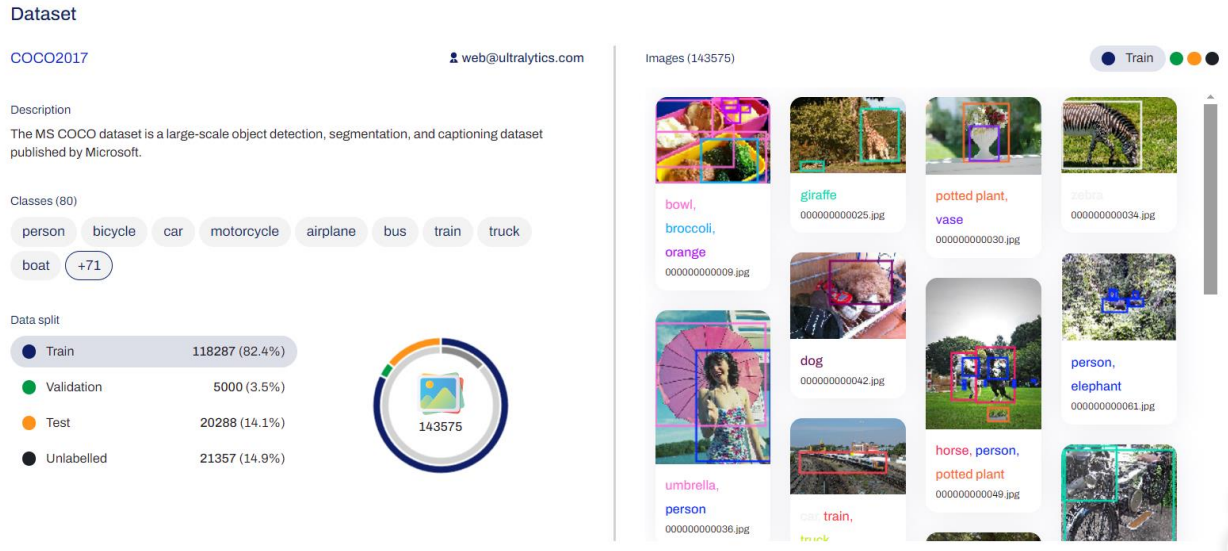 Dataset
COCO2017
web@ultralytics.com
Description
The MS COCO dataset is a large-scale object detection, segmentation, and captioning dataset
published by Microsoft.
Classes (80)
person bicycle car motorcycle airplane bus train truck
boat +71
Data split
Train 118287 (82.4%)
Validation 5000 (3.5%)
Test 20288 (14.1%)
Unlabelled 21357 (14.9%)
143575
Images (143575)
Train
bowl,
broccoli,
orange
000000000009.jpg
giraffe
000000000025.jpg
potted plant,
vase
000000000030.jpg
zebra
000000000034.jpg
umbrella,
person
000000000036.jpg
dog
000000000042.jpg
horse, person,
potted plant
000000000049.jpg
person,
elephant
000000000061.jpg
car, train,
truck